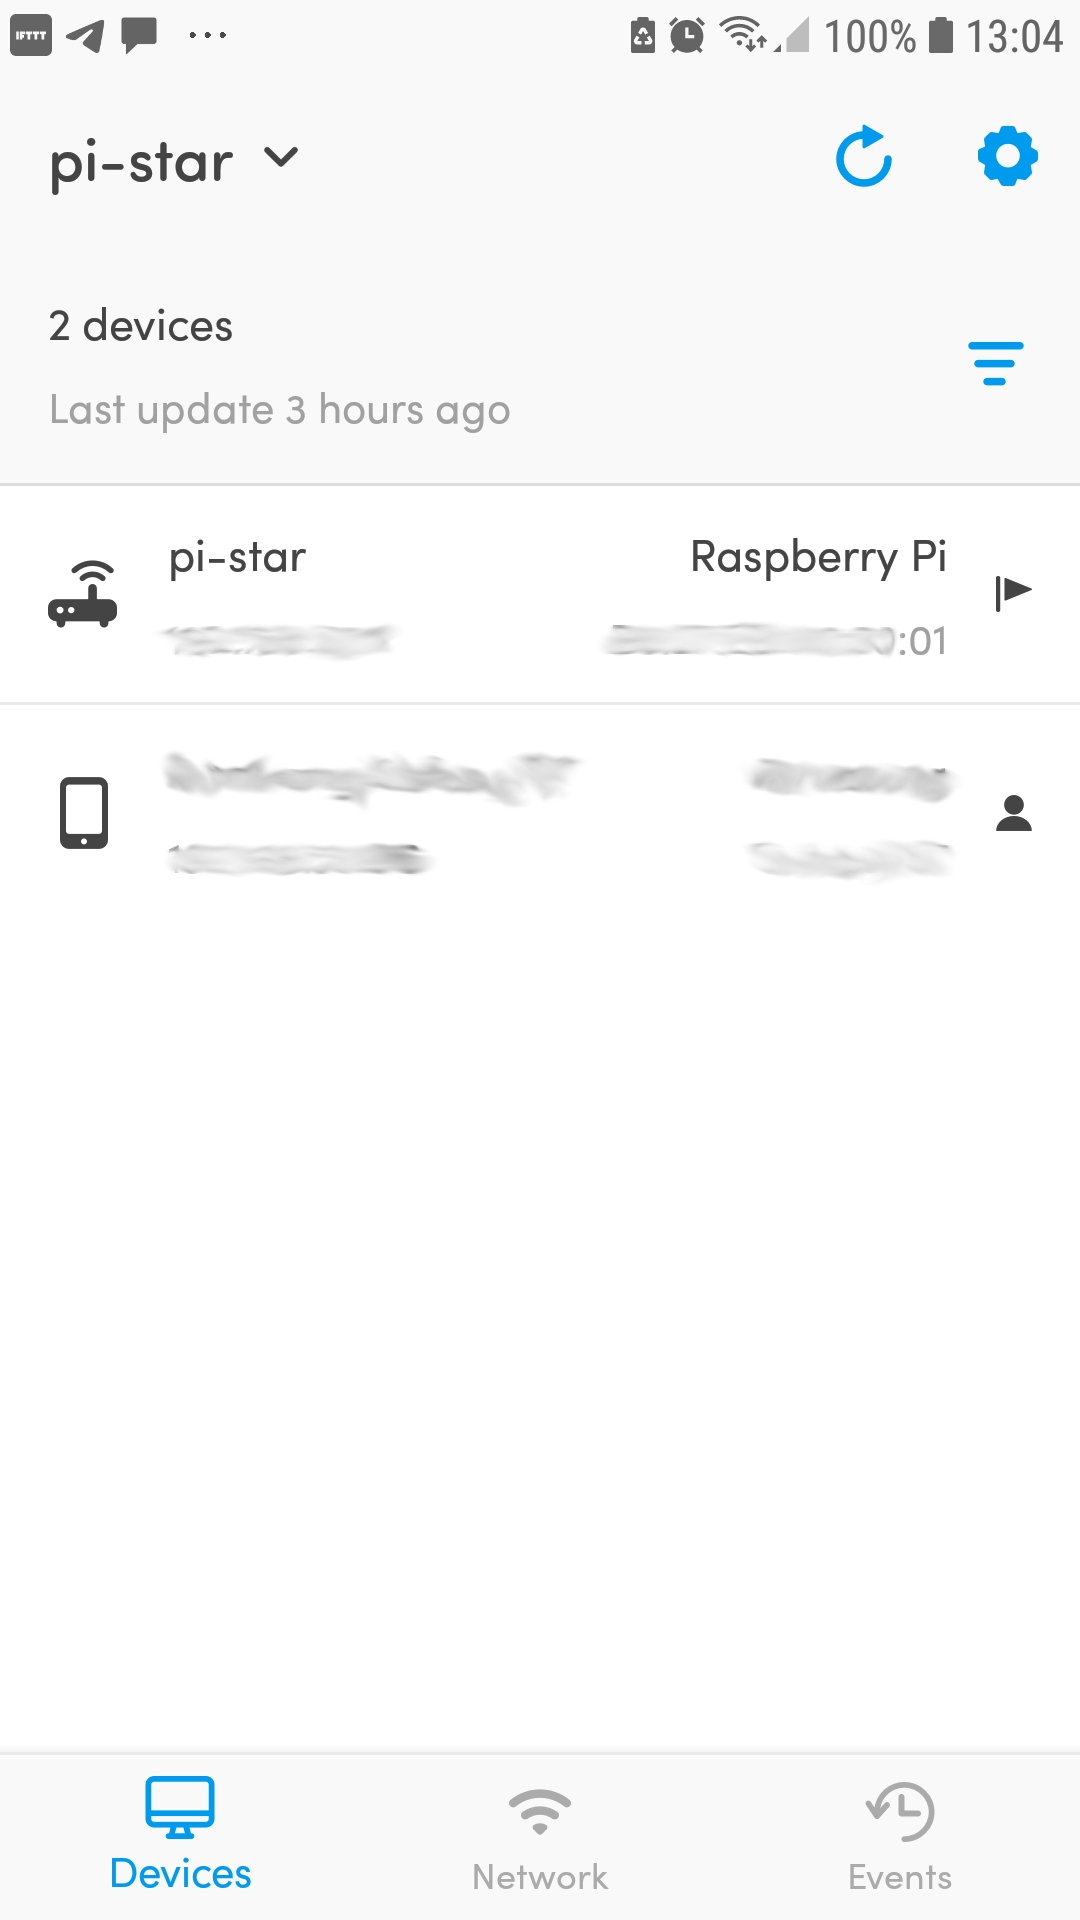 IFTTT 100% 13:04
pi-star
2 devices
Last update 3 hours ago
pi-star Raspberry Pi
:01
Devices Network Events